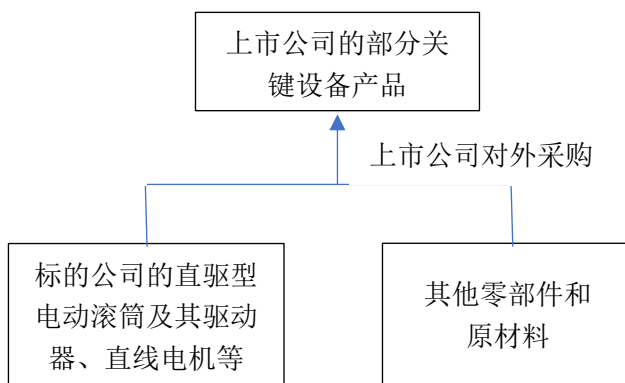 上市公司的部分关
键设备产品
上市公司对外采购
标的公司的直驱型
电动滚筒及其驱动
器、直线电机等
其他零部件和
原材料